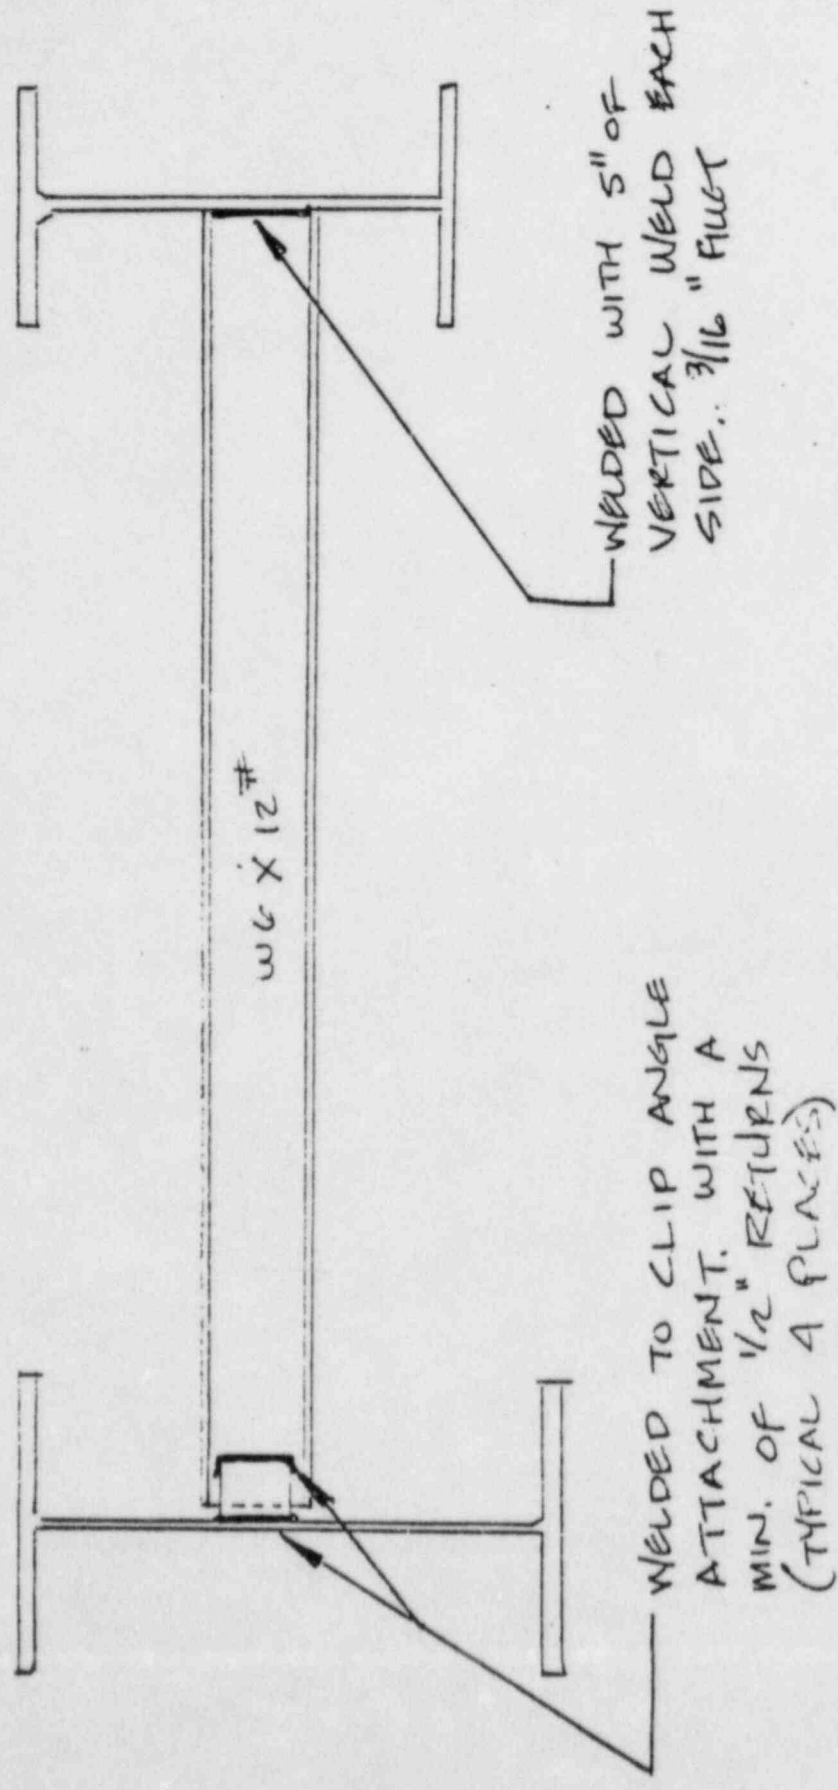 W6 X 12#
WELDED WITH 5" OF
VERTICAL WELD EACH
SIDE. 3/16" FILLET
WELDED TO CLIP ANGLE
ATTACHMENT. WITH A
MIN. OF 1/2" RETURNS
(TYPICAL 4 PLACES)